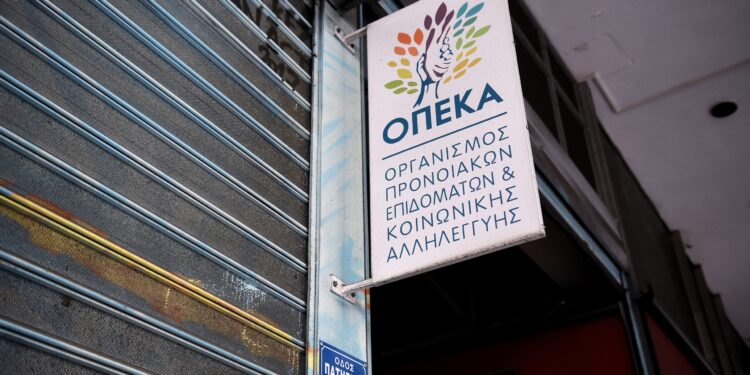 ΟΠΕΚΑ
ΟΡΓΑΝΙΣΜΟΣ
ΠΡΟΝΟΙΑΚΩΝ
ΕΠΙΔΟΜΑΤΩΝ &
ΚΟΙΝΩΝΙΚΗΣ
ΑΛΛΗΛΕΓΓΥΗΣ
ΟΔΟΣ